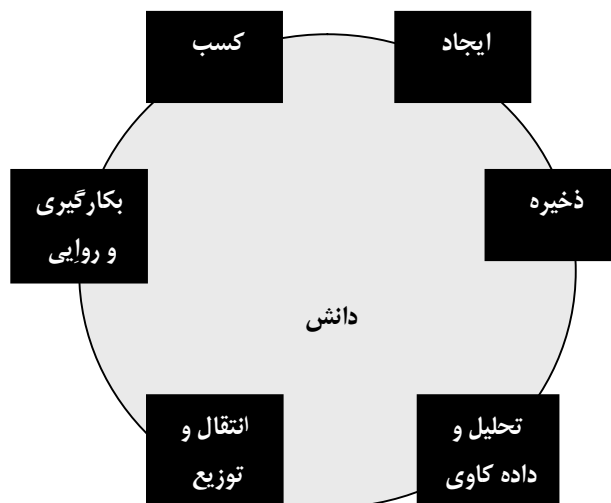 ایجاد
کسب
ذخیره
بکارگیری
و روایی
دانش
تحلیل و
داده کاوی
انتقال و
توزیع